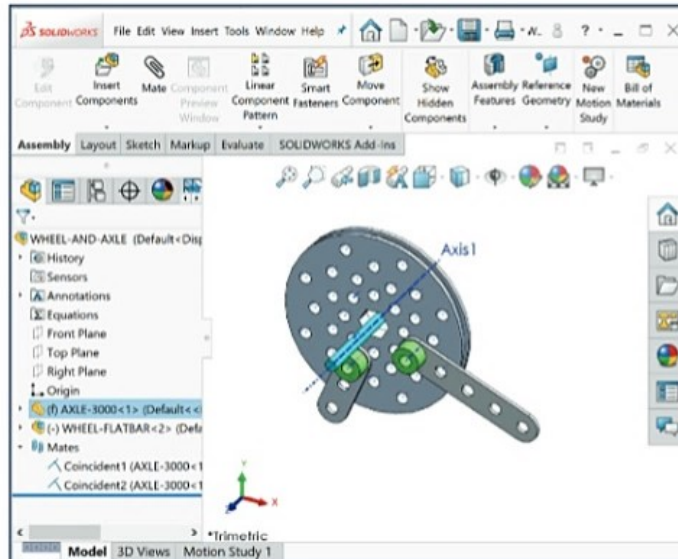 SOLIDWORKS File Edit View Insert Tools Window Help
Edit Component
Insert Components
Mate
Component Preview Window
Linear Component Pattern
Smart Fasteners
Move Component
Show Hidden Components
Assembly Features
Reference Geometry
New Motion Study
Bill of Materials
Assembly Layout Sketch Markup Evaluate SOLIDWORKS Add-Ins
WHEEL-AND-AXLE (Default<Disp
History
Sensors
Annotations
Equations
Front Plane
Top Plane
Right Plane
Origin
(f) AXLE-3000<1> (Default<<
(-) WHEEL-FLATBAR<2> (Defa
Mates
Coincident1 (AXLE-3000<1
Coincident2 (AXLE-3000<1
Axis1
Y
X
Z
*Trimetric
Model 3D Views Motion Study 1